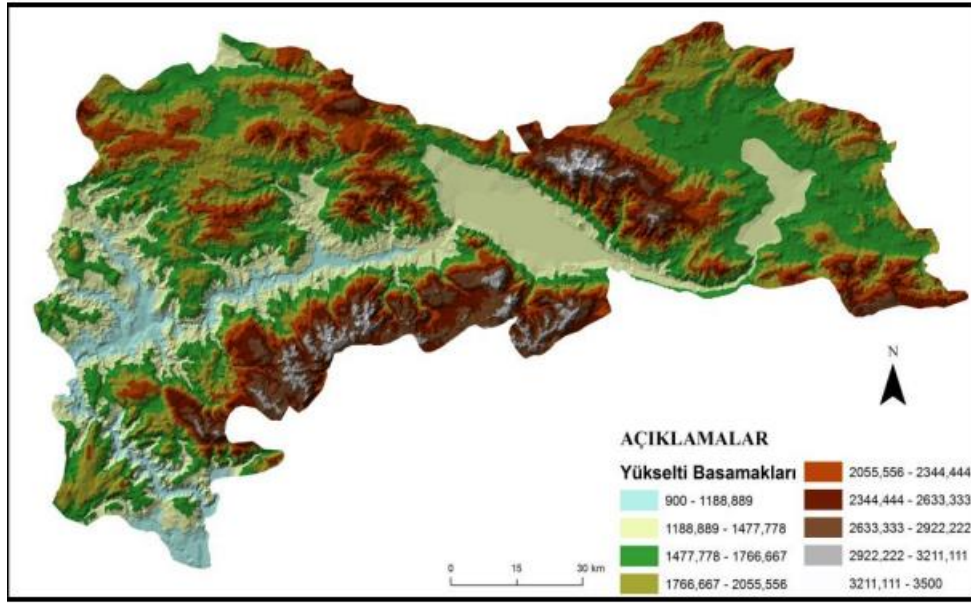 N
AÇIKLAMALAR
Yükselti Basamakları
900 - 1188,889
1188,889 - 1477,778
1477,778 - 1766,667
1766,667 - 2055,556
2055,556 - 2344,444
2344,444 - 2633,333
2633,333 - 2922,222
2922,222 - 3211,111
3211,111 - 3500
0 15 30 km